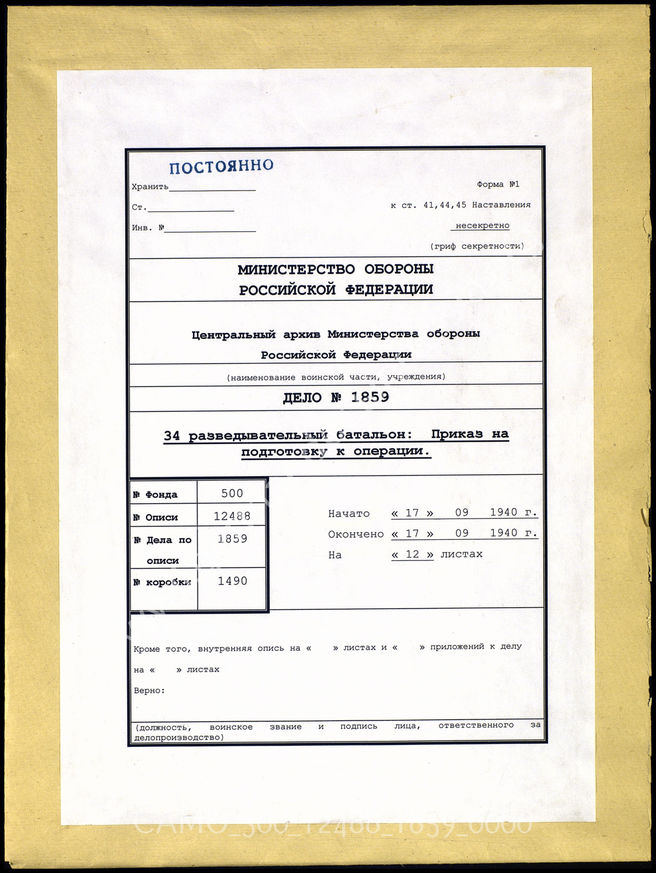 ПОСТОЯННО
Хранить
Форма №1
Ст.
к ст. 41,44,45 Наставления
Инв. №
несекретно
(гриф секретности)
МИНИСТЕРСТВО ОБОРОНЫ
РОССИЙСКОЙ ФЕДЕРАЦИИ
Центральный архив Министерства обороны
Российской Федерации
(наименование воинской части, учреждения)
ДЕЛО № 1859
34 разведывательный батальон: Приказ на
подготовку к операции.
№ Фонда 500
№ Описи 12488
№ Дела по 1859
описи
№ коробки 1490
Начато « 17 » 09 1940 г.
Окончено « 17 » 09 1940 г.
На « 12 » листах
Кроме того, внутренняя опись на « » листах и « » приложений к делу
на « » листах
Верно:
(должность, воинское звание и подпись лица, ответственного за
делопроизводство)
CAMO_500_12488_1859_0000